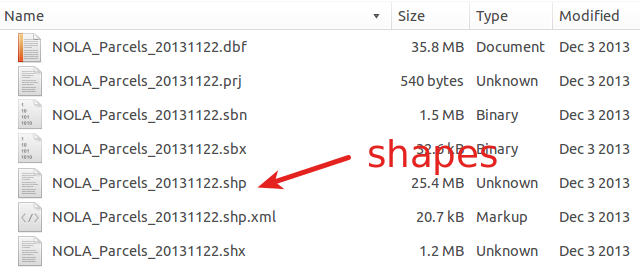 Name Size Type Modified
NOLA_Parcels_20131122.dbf 35.8 MB Document Dec 3 2013
NOLA_Parcels_20131122.prj 540 bytes Unknown Dec 3 2013
NOLA_Parcels_20131122.sbn 1.5 MB Binary Dec 3 2013
NOLA_Parcels_20131122.sbx 32.6 kB Binary Dec 3 2013
shapes
NOLA_Parcels_20131122.shp 25.4 MB Unknown Dec 3 2013
NOLA_Parcels_20131122.shp.xml 20.7 kB Markup Dec 3 2013
NOLA_Parcels_20131122.shx 1.2 MB Unknown Dec 3 2013